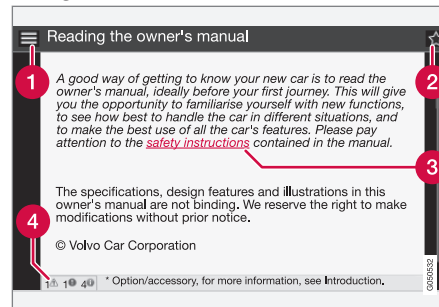 Reading the owner's manual
1
2
A good way of getting to know your new car is to read the
owner's manual, ideally before your first journey. This will give
you the opportunity to familiarise yourself with new functions,
to see how best to handle the car in different situations, and
to make the best use of all the car's features. Please pay
attention to the safety instructions contained in the manual.
3
The specifications, design features and illustrations in this
owner's manual are not binding. We reserve the right to make
modifications without prior notice.
4
© Volvo Car Corporation
1 1 4 * Option/accessory, for more information, see Introduction.
G050532